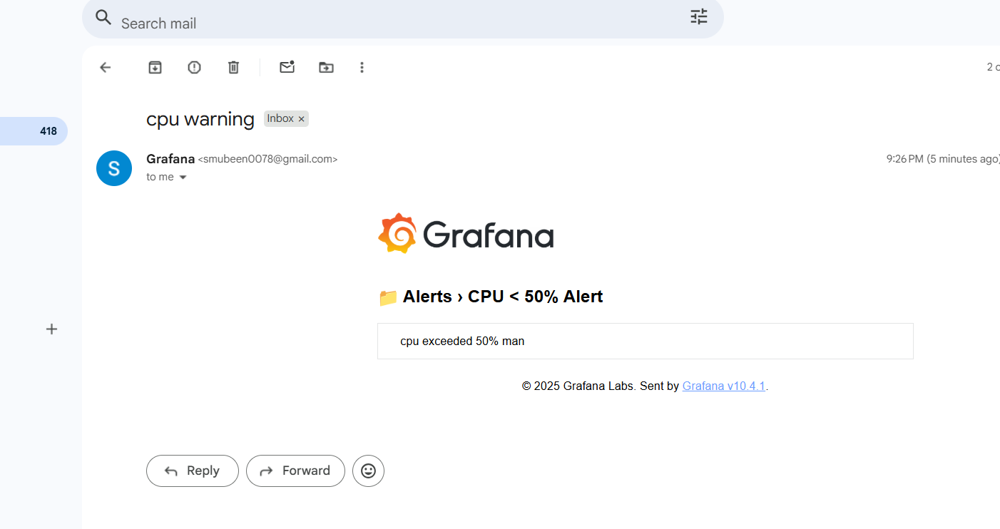 Search mail
2
cpu warning Inbox ×
418
S
Grafana <smubeen0078@gmail.com> 9:26 PM (5 minutes ago)
to me
Grafana
Alerts › CPU < 50% Alert
cpu exceeded 50% man
© 2025 Grafana Labs. Sent by Grafana v10.4.1.
Reply Forward